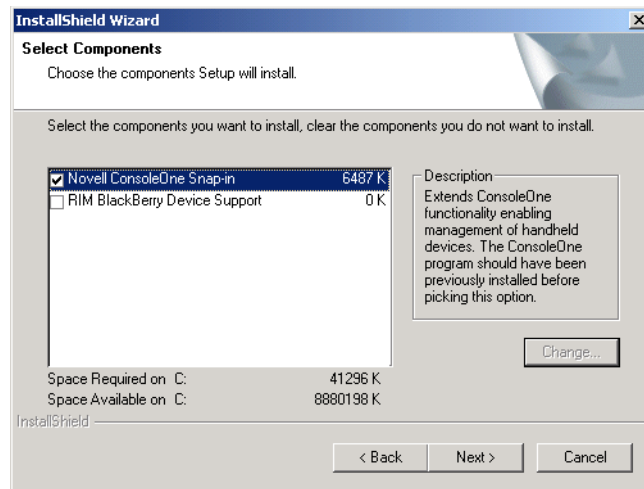 InstallShield Wizard
Select Components
Choose the components Setup will install.
Select the components you want to install, clear the components you do not want to install.
Novell ConsoleOne Snap-in 6487 K
RIM BlackBerry Device Support 0 K
Description
Extends ConsoleOne
functionality enabling
management of handheld
devices. The ConsoleOne
program should have been
previously installed before
picking this option.
Change...
Space Required on C: 41296 K
Space Available on C: 8880198 K
InstallShield
< Back Next > Cancel